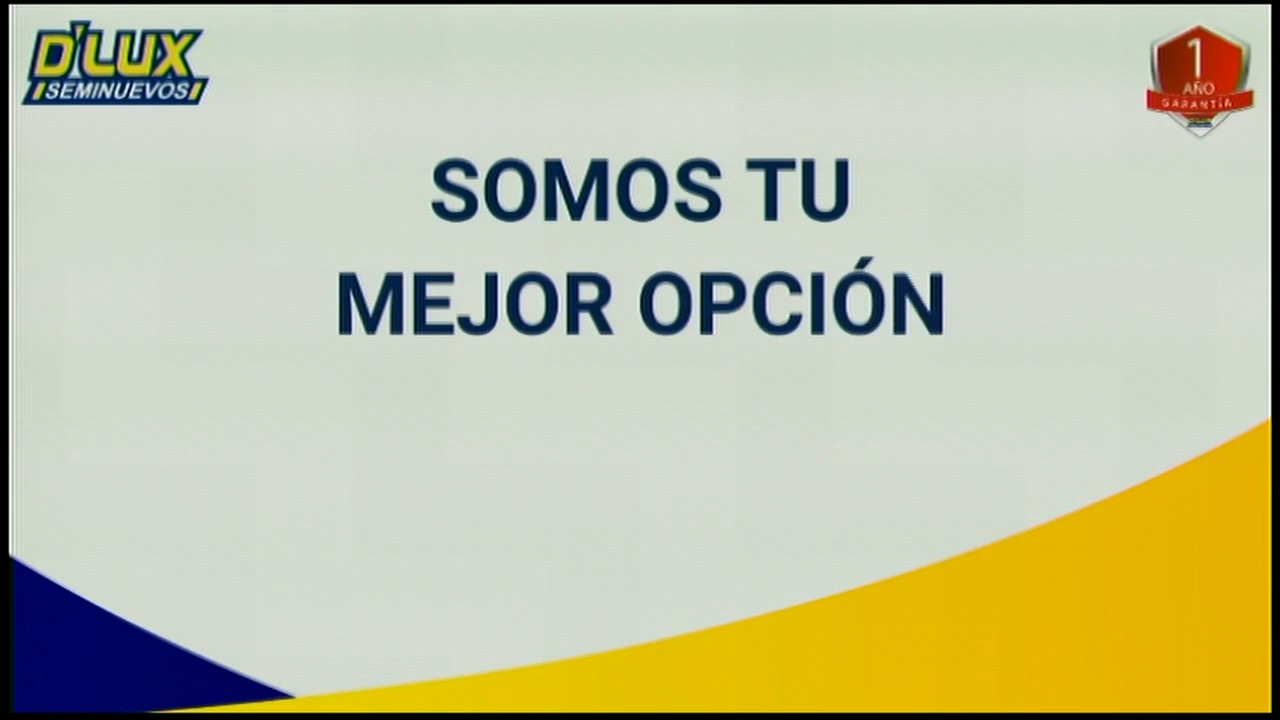 D'LUX
SEMINUEVOS
1
AÑO
GARANTÍA
SOMOS TU
MEJOR OPCIÓN